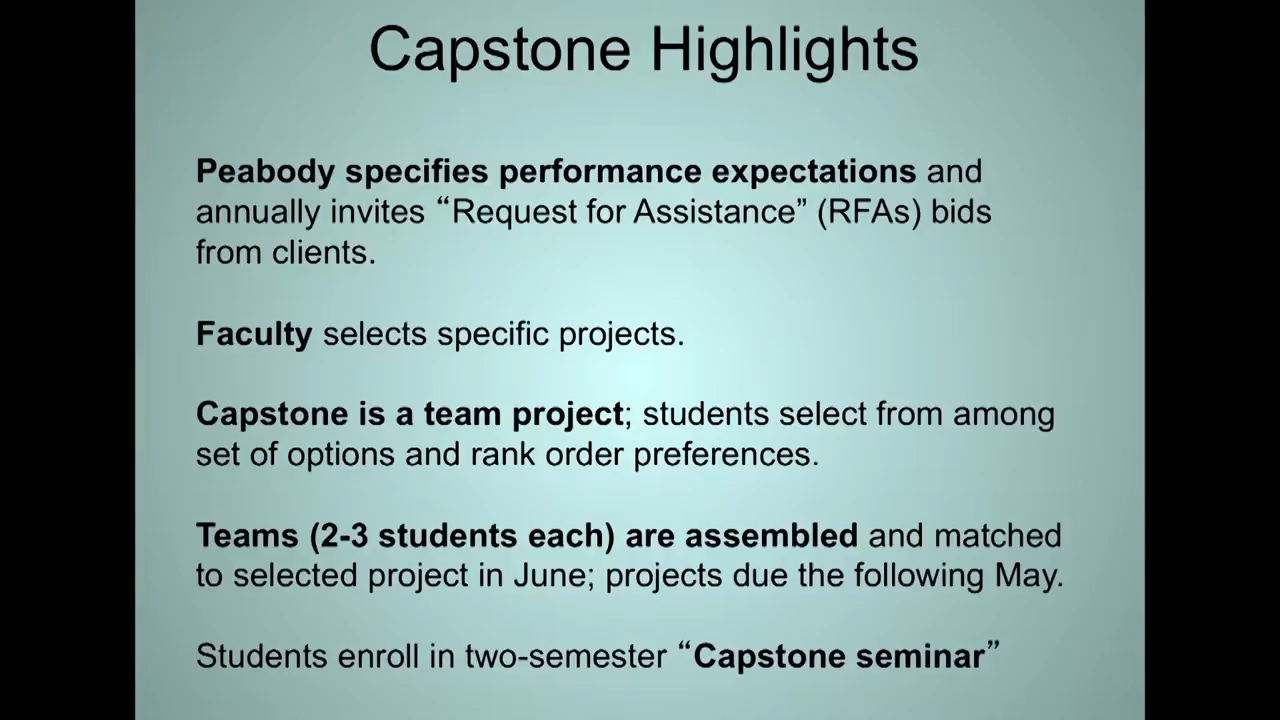 Capstone Highlights
Peabody specifies performance expectations and
annually invites “Request for Assistance” (RFAs) bids
from clients.
Faculty selects specific projects.
Capstone is a team project; students select from among
set of options and rank order preferences.
Teams (2-3 students each) are assembled and matched
to selected project in June; projects due the following May.
Students enroll in two-semester “Capstone seminar”